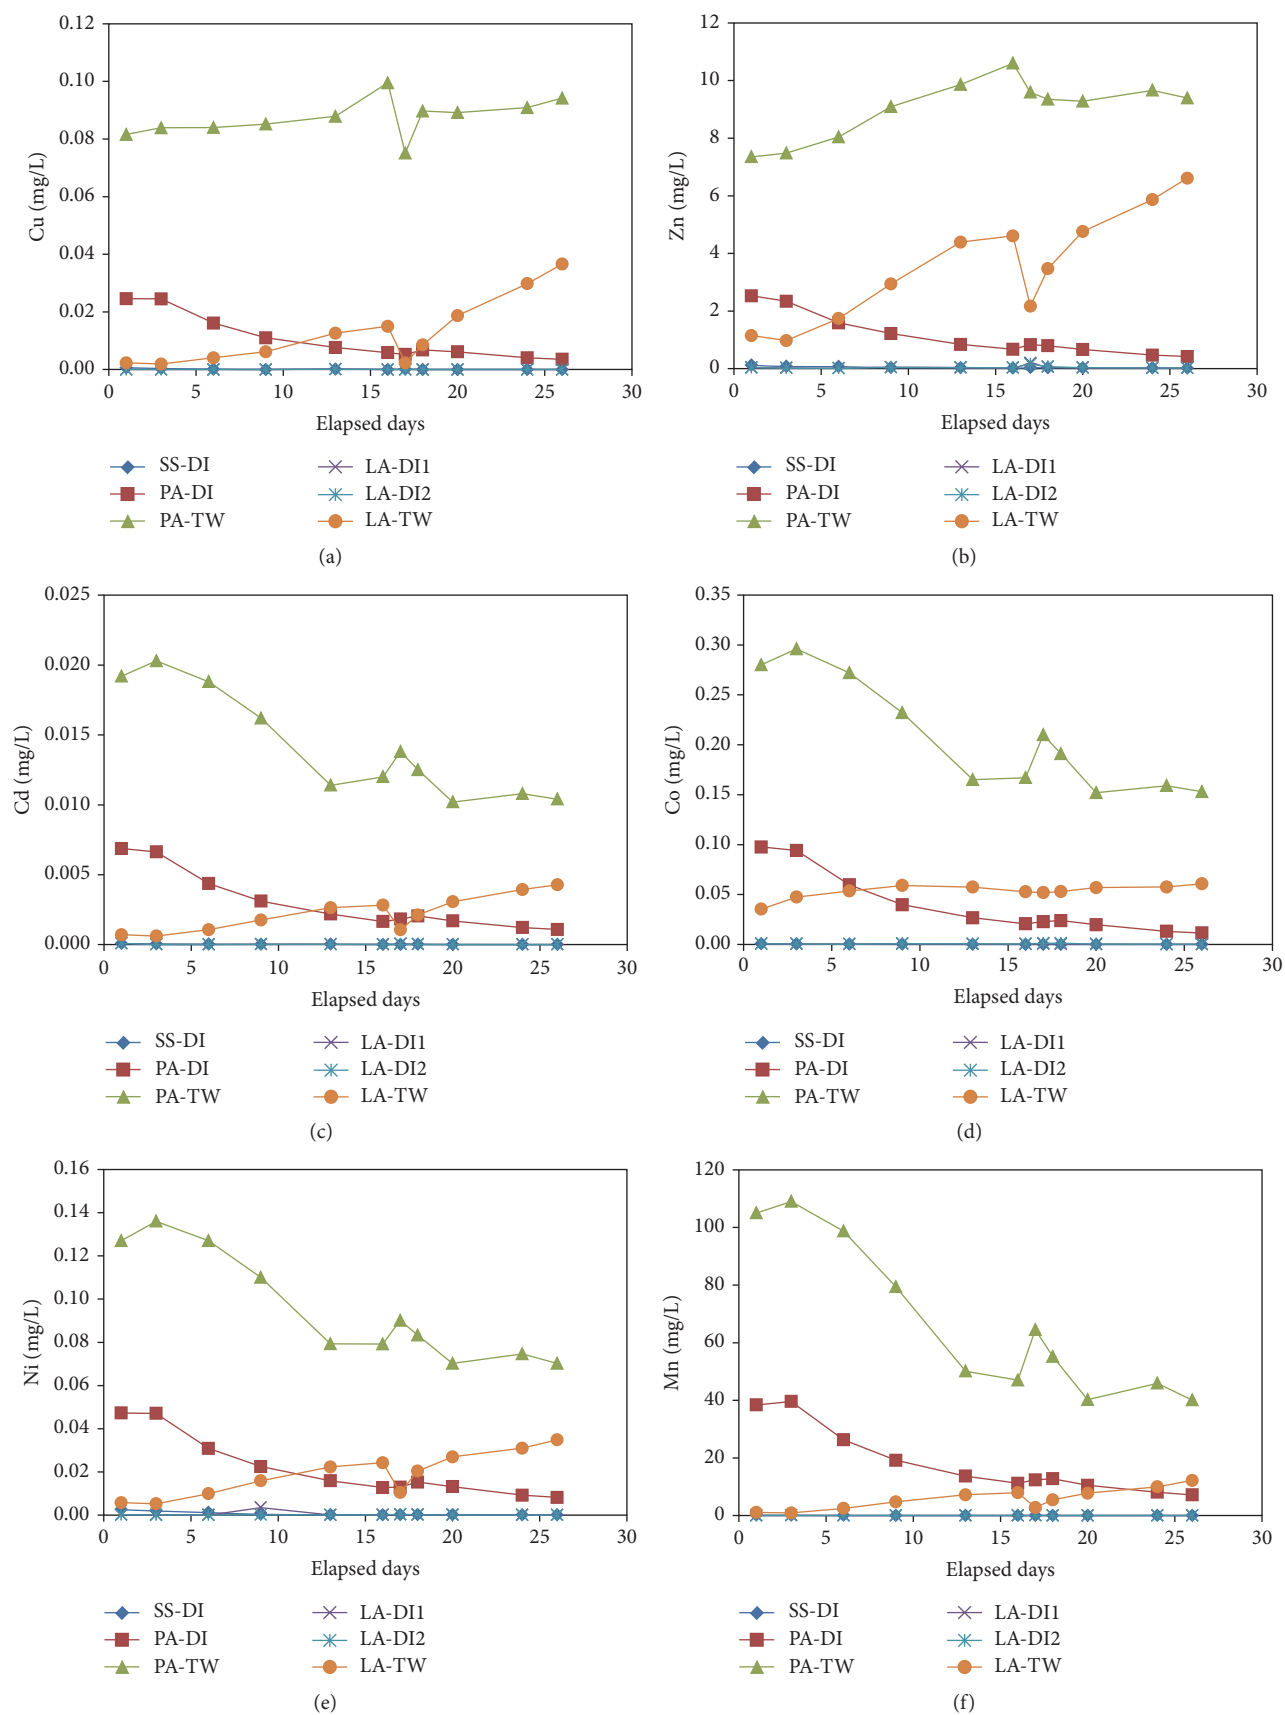 0.12
0.10
0.08
0.06
0.04
0.02
0.00
Cu (mg/L)
0 5 10 15 20 25 30
Elapsed days
SS-DI LA-DI1
PA-DI LA-DI2
PA-TW LA-TW
(a)
12
10
8
6
4
2
0
Zn (mg/L)
0 5 10 15 20 25 30
Elapsed days
SS-DI LA-DI1
PA-DI LA-DI2
PA-TW LA-TW
(b)
0.025
0.020
0.015
0.010
0.005
0.000
Cd (mg/L)
0 5 10 15 20 25 30
Elapsed days
SS-DI LA-DI1
PA-DI LA-DI2
PA-TW LA-TW
(c)
0.35
0.30
0.25
0.20
0.15
0.10
0.05
0.00
Co (mg/L)
0 5 10 15 20 25 30
Elapsed days
SS-DI LA-DI1
PA-DI LA-DI2
PA-TW LA-TW
(d)
0.16
0.14
0.12
0.10
0.08
0.06
0.04
0.02
0.00
Ni (mg/L)
0 5 10 15 20 25 30
Elapsed days
SS-DI LA-DI1
PA-DI LA-DI2
PA-TW LA-TW
(e)
120
100
80
60
40
20
0
Mn (mg/L)
0 5 10 15 20 25 30
Elapsed days
SS-DI LA-DI1
PA-DI LA-DI2
PA-TW LA-TW
(f)